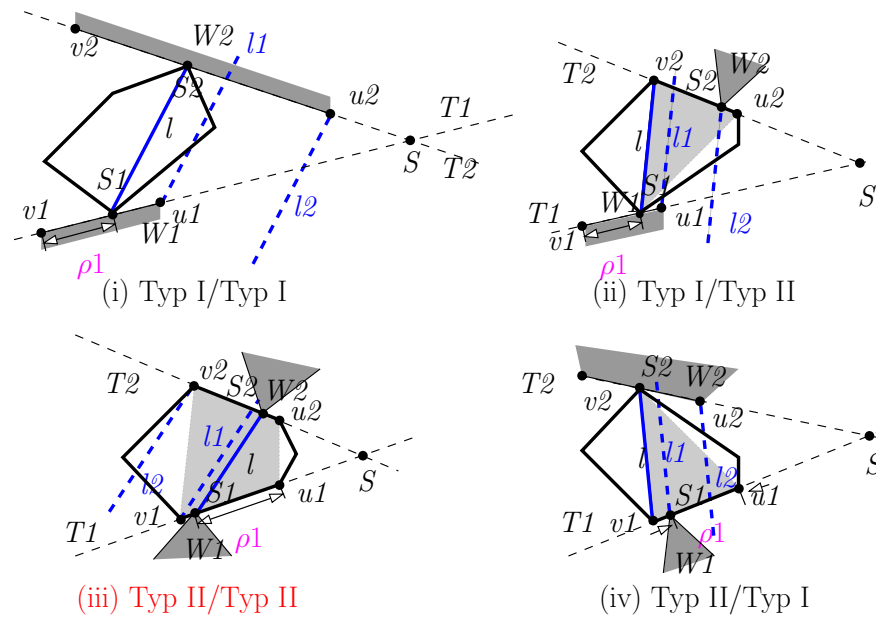 v2
W2
l1
S2
l
u2
T1
S
T2
S1
v1
u1
W1
l2
ρ1
(i) Typ I/Typ I
T2
v2
S2
W2
u2
l
l1
S
S1
W1
T1
v1
u1
l2
ρ1
(ii) Typ I/Typ II
T2
v2
S2
W2
u2
l1
l
S
l2
S1
u1
T1
v1
W1
ρ1
(iii) Typ II/Typ II
T2
v2
S2
W2
u2
S
l
l1
l2
S1
u1
T1
v1
ρ1
W1
(iv) Typ II/Typ I